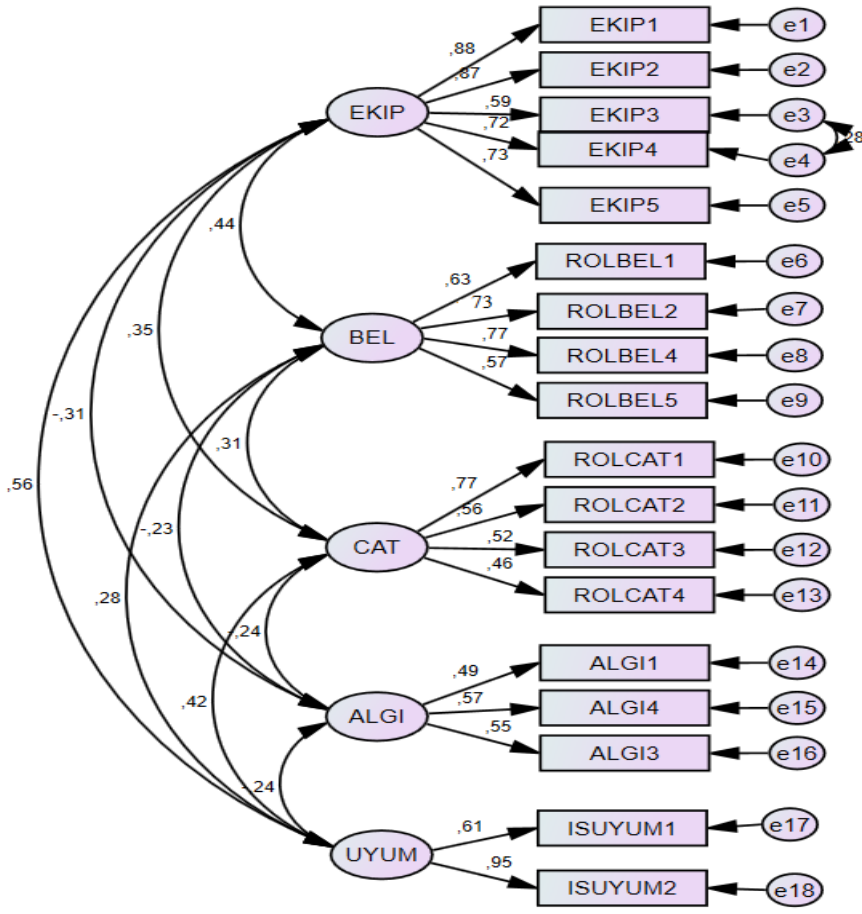 EKIP1 e1
,88
EKIP2 e2
,87
EKIP
,59 EKIP3 e3
,72
EKIP4 e4 28
,73
EKIP5 e5
,44
ROLBEL1 e6
,63
73 ROLBEL2 e7
,35 BEL
,77 ROLBEL4 e8
,57
ROLBEL5 e9
-,31
,31
ROLCAT1 e10
,77
,56 ROLCAT2 e11
,56
-,23
CAT ,52 ROLCAT3 e12
,46
ROLCAT4 e13
,28
-,24
ALGI1 e14
,49
,42 ,57 ALGI4 e15
ALGI
,55 ALGI3 e16
-,24
,61 ISUYUM1 e17
UYUM
,95 ISUYUM2 e18